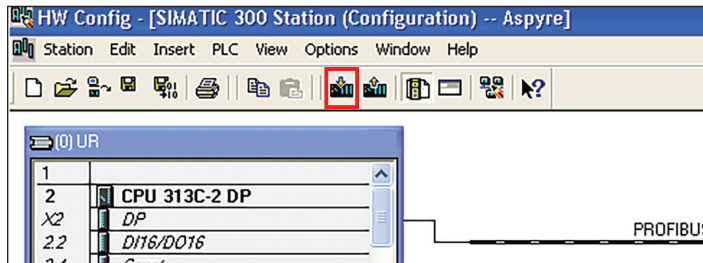 HW Config - [SIMATIC 300 Station (Configuration) -- Aspyre]
Station Edit Insert PLC View Options Window Help
(0) UR
1
2 CPU 313C-2 DP
X2 DP
2.2 DI16/DO16
PROFIBUS